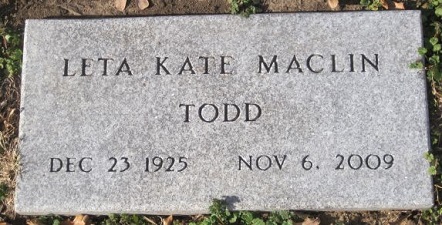 LETA KATE MACLIN
TODD
DEC 23 1925 NOV 6. 2009